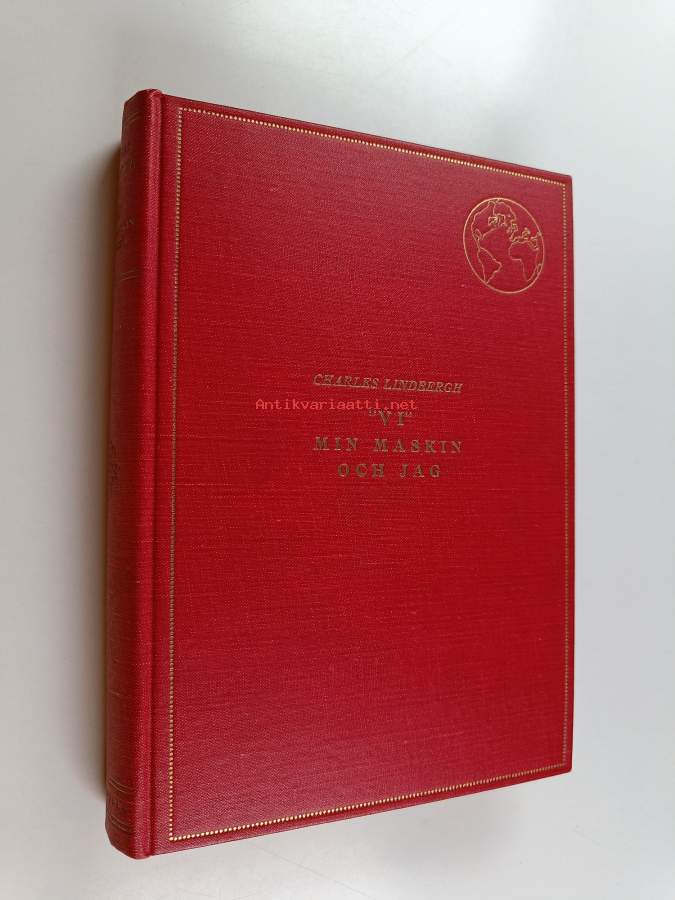 CHARLES LINDBERGH
Antikvariaatti.net
"VI"
MIN MASKIN
OCH JAG